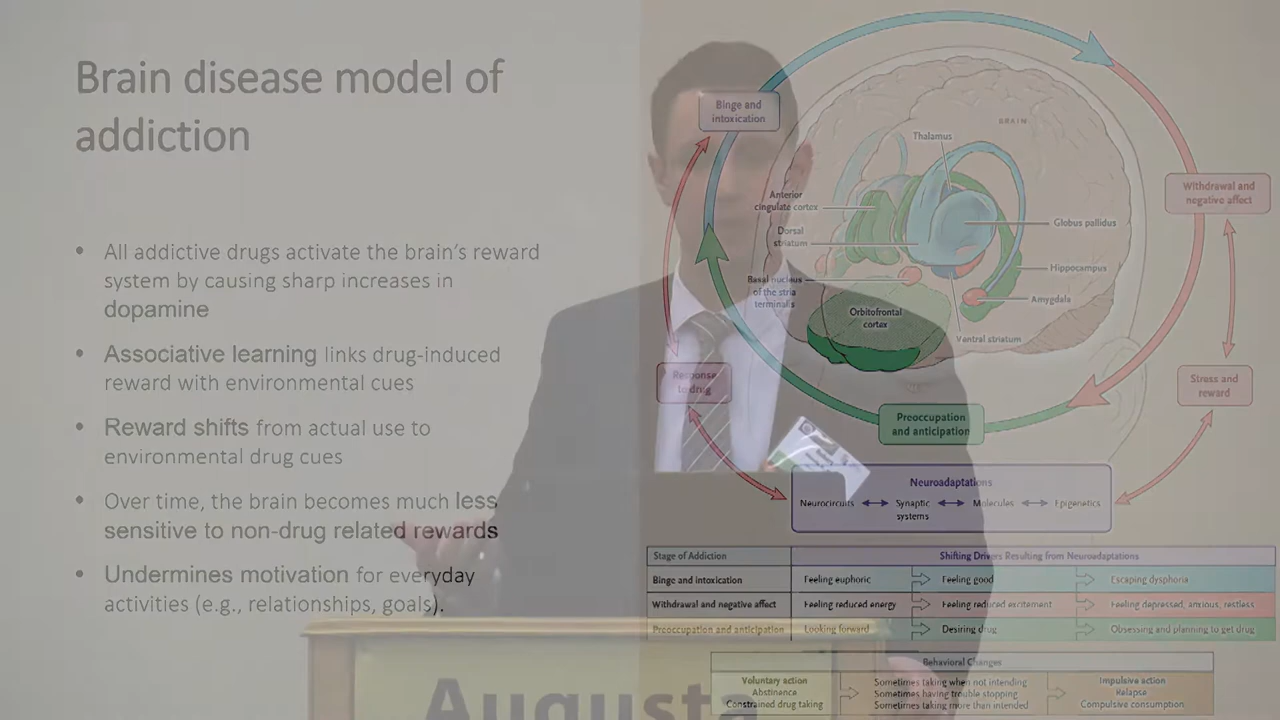 Brain disease model of
addiction
• All addictive drugs activate the brain's reward
system by causing sharp increases in
dopamine
• Associative learning links drug-induced
reward with environmental cues
• Reward shifts from actual use to
environmental drug cues
• Over time, the brain becomes much less
sensitive to non-drug related rewards
• Undermines motivation for everyday
activities (e.g., relationships, goals).
Binge and
intoxication
BRAIN
Thalamus
Withdrawal and
negative affect
Anterior
cingulate cortex
Globus pallidus
Dorsal
striatum
Hippocampus
Basal nucleus
of the stria
terminalis
Amygdala
Orbitofrontal
cortex
Ventral striatum
Response
to drug
Stress and
reward
Preoccupation
and anticipation
Neuroadaptations
Neurocircuits Synaptic Molecules Epigenetics
systems
Stage of Addiction Shifting Drivers Resulting from Neuroadaptations
Binge and intoxication Feeling euphoric Feeling good Escaping dysphoria
Withdrawal and negative affect Feeling reduced energy Feeling reduced excitement Feeling depressed, anxious, restless
Preoccupation and anticipation Looking forward Desiring drug Obsessing and planning to get drug
Behavioral Changes
Voluntary action Sometimes taking when not intending Impulsive action
Abstinence Sometimes having trouble stopping Relapse
Constrained drug taking Sometimes taking more than intended Compulsive consumption
Augusta